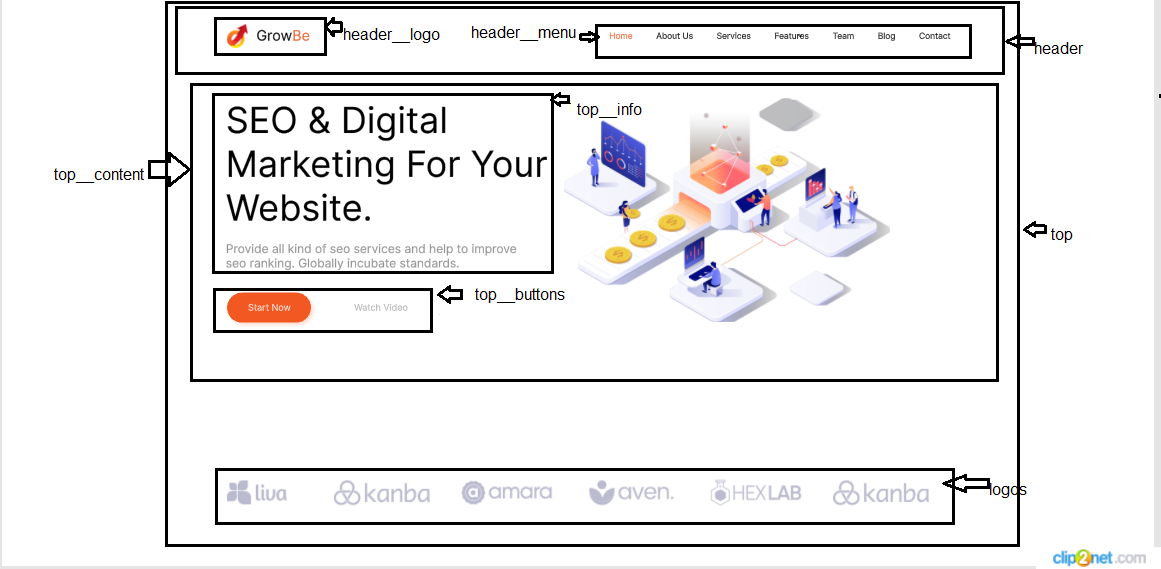 GrowBe
header__logo
header__menu
Home About Us Services Features Team Blog Contact
header
SEO & Digital
Marketing For Your
Website.
top__info
top__content
Provide all kind of seo services and help to improve
seo ranking. Globally incubate standards.
top
top__buttons
Start Now Watch Video
liva kanba amara aven. HEXLAB kanba
logos
clip2net.com